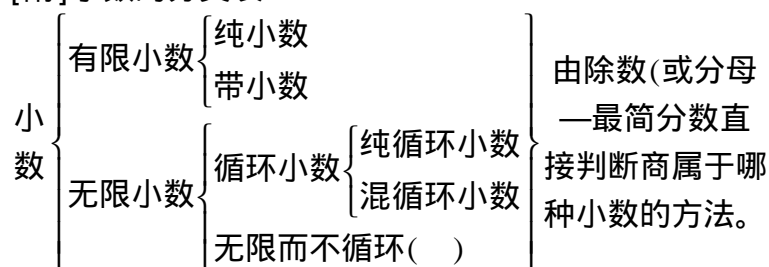 小数
有限小数
纯小数
带小数
无限小数
循环小数
纯循环小数
混循环小数
无限而不循环( )
由除数(或分母
—最简分数直
接判断商属于哪
种小数的方法。